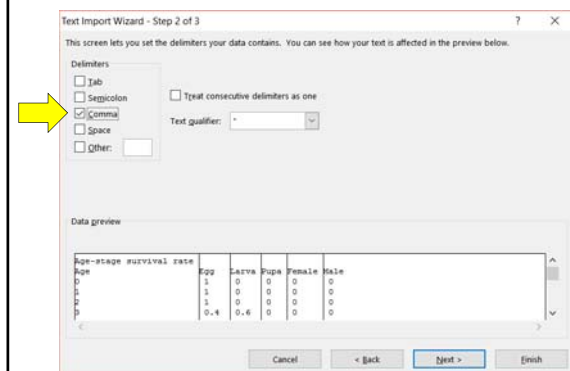 Text Import Wizard - Step 2 of 3 ? ×
This screen lets you set the delimiters your data contains. You can see how your text is affected in the preview below.
Delimiters
Tab
Semicolon
Comma
Space
Other:
Treat consecutive delimiters as one
Text qualifier: "
Data preview
Age-stage survival rate
Age Egg Larva Pupa Female Male
0 1 0 0 0 0
1 1 0 0 0 0
2 1 0 0 0 0
3 0.4 0.6 0 0 0
Cancel < Back Next > Finish